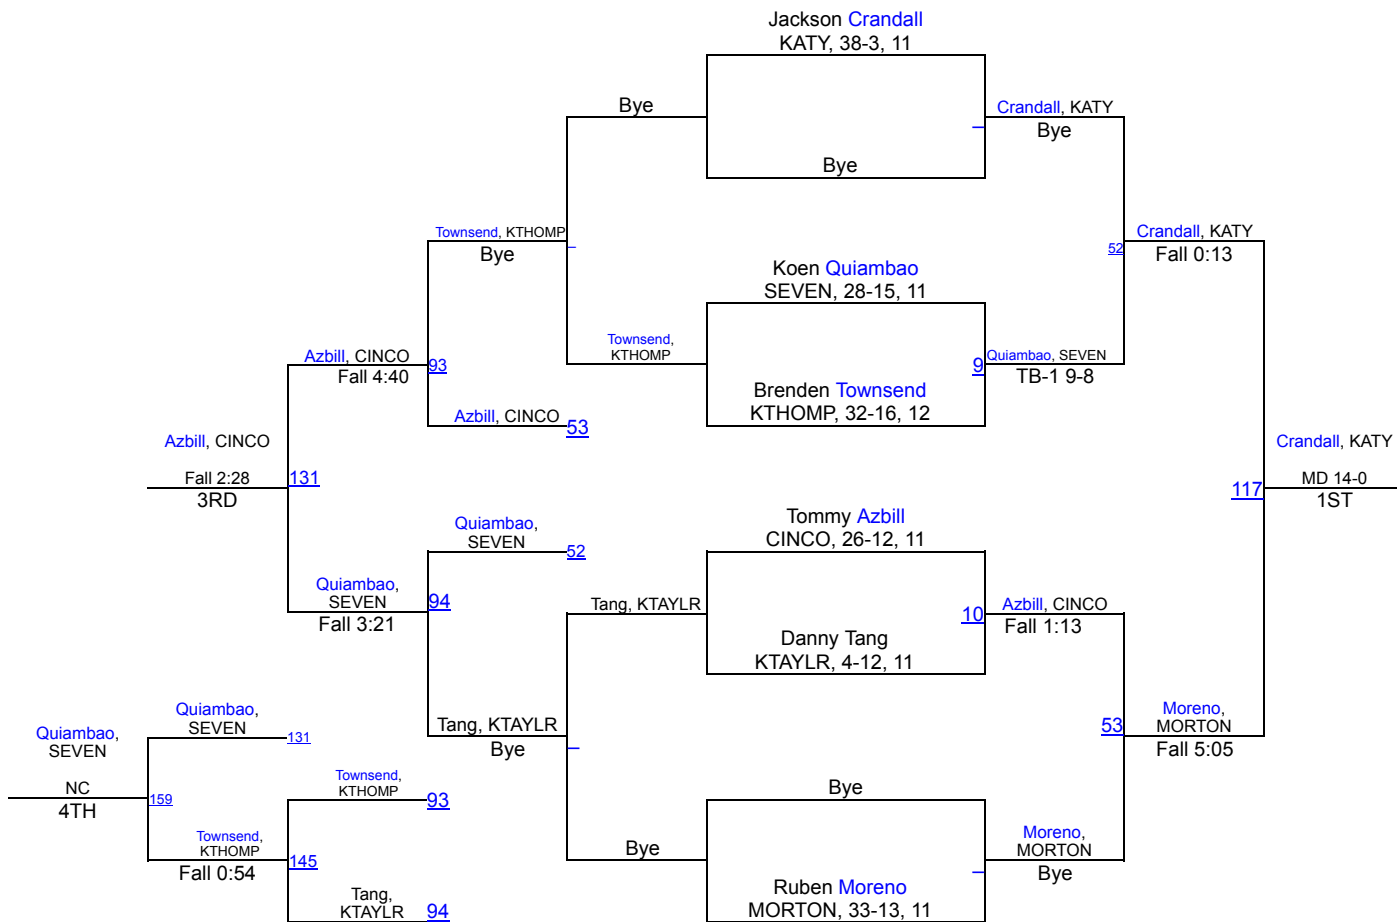 Jackson Crandall
KATY, 38-3, 11
Bye
Crandall, KATY
Bye
Bye
Townsend, KTHOMP
Bye
Crandall, KATY
52
Fall 0:13
Koen Quiambao
SEVEN, 28-15, 11
Townsend,
KTHOMP
Azbill, CINCO
93
Fall 4:40
9
Quiambao, SEVEN
TB-1 9-8
Brenden Townsend
KTHOMP, 32-16, 12
Azbill, CINCO
53
Azbill, CINCO
Fall 2:28
131
3RD
Crandall, KATY
117
MD 14-0
1ST
Tommy Azbill
CINCO, 26-12, 11
Quiambao,
SEVEN
52
Quiambao,
SEVEN
94
Fall 3:21
Tang, KTAYLR
10
Azbill, CINCO
Fall 1:13
Danny Tang
KTAYLR, 4-12, 11
Quiambao,
SEVEN
Quiambao,
SEVEN
131
Tang, KTAYLR
Bye
53
Moreno,
MORTON
Fall 5:05
NC
159
4TH
Townsend,
KTHOMP
93
Bye
Townsend,
KTHOMP
145
Fall 0:54
Bye
Moreno,
MORTON
Bye
Tang,
KTAYLR
94
Ruben Moreno
MORTON, 33-13, 11